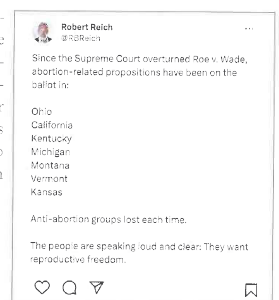 Robert Reich
@RBReich
Since the Supreme Court overturned Roe v. Wade,
abortion-related propositions have been on the
ballot in:
Ohio
California
Kentucky
Michigan
Montana
Vermont
Kansas
Anti-abortion groups lost each time.
The people are speaking loud and clear: They want
reproductive freedom.